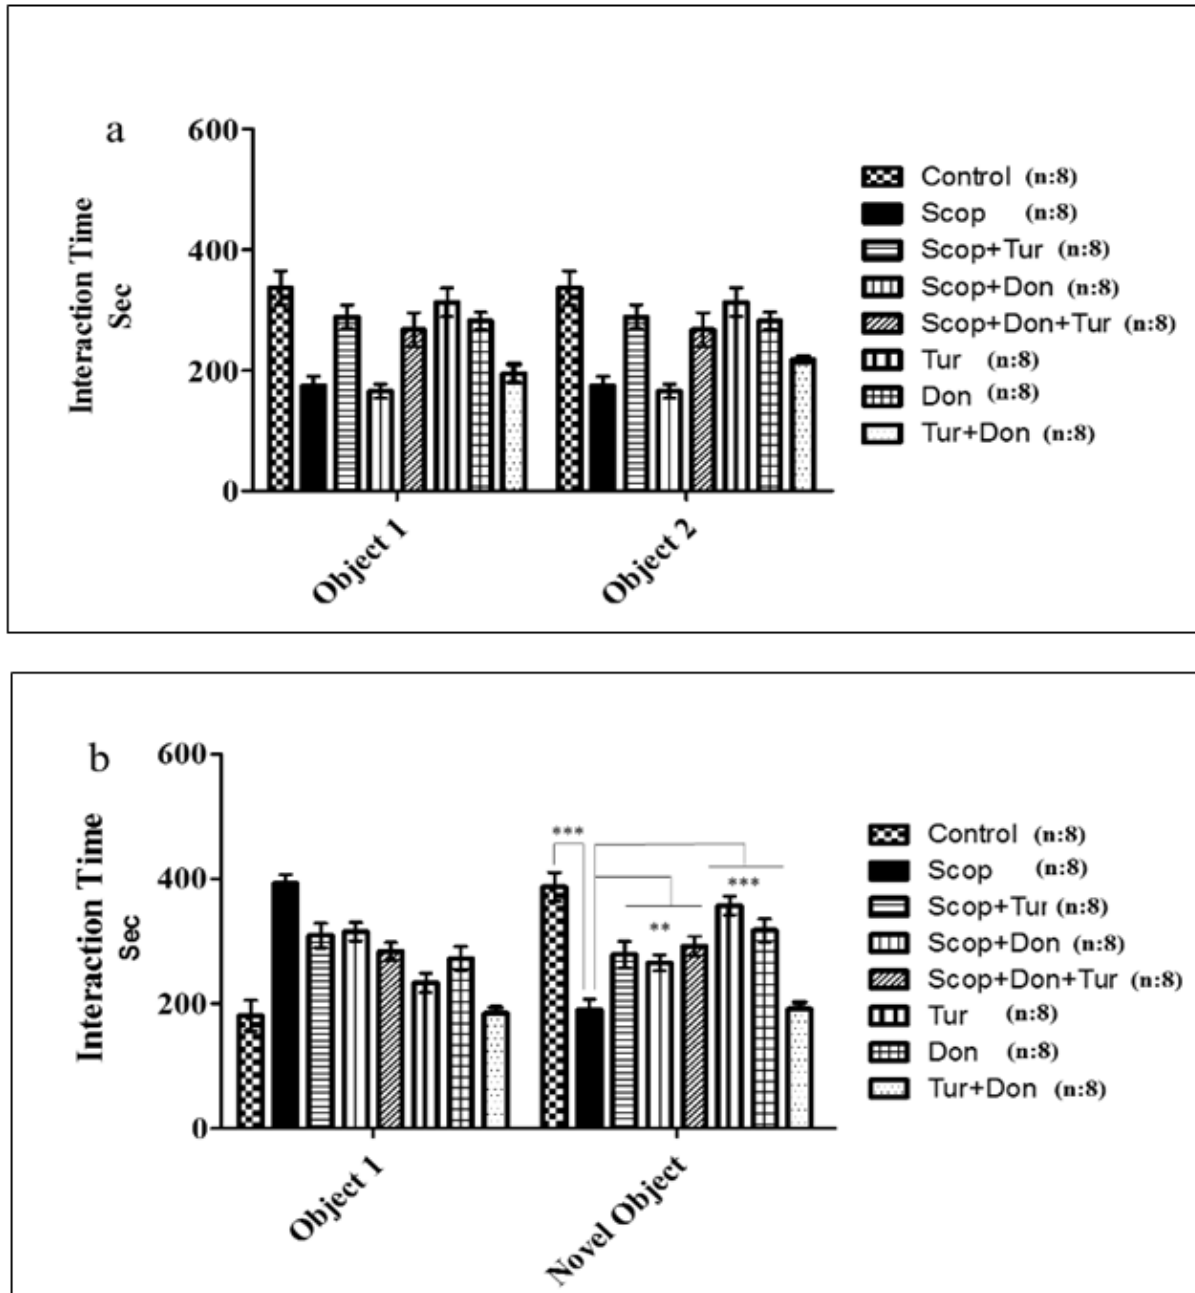 a
600
400
200
0
Interaction Time
Sec
Object 1
Object 2
Control (n:8)
Scop (n:8)
Scop+Tur (n:8)
Scop+Don (n:8)
Scop+Don+Tur (n:8)
Tur (n:8)
Don (n:8)
Tur+Don (n:8)
b
600
400
200
0
Interaction Time
Sec
***
**
***
Object 1
Novel Object
Control (n:8)
Scop (n:8)
Scop+Tur (n:8)
Scop+Don (n:8)
Scop+Don+Tur (n:8)
Tur (n:8)
Don (n:8)
Tur+Don (n:8)